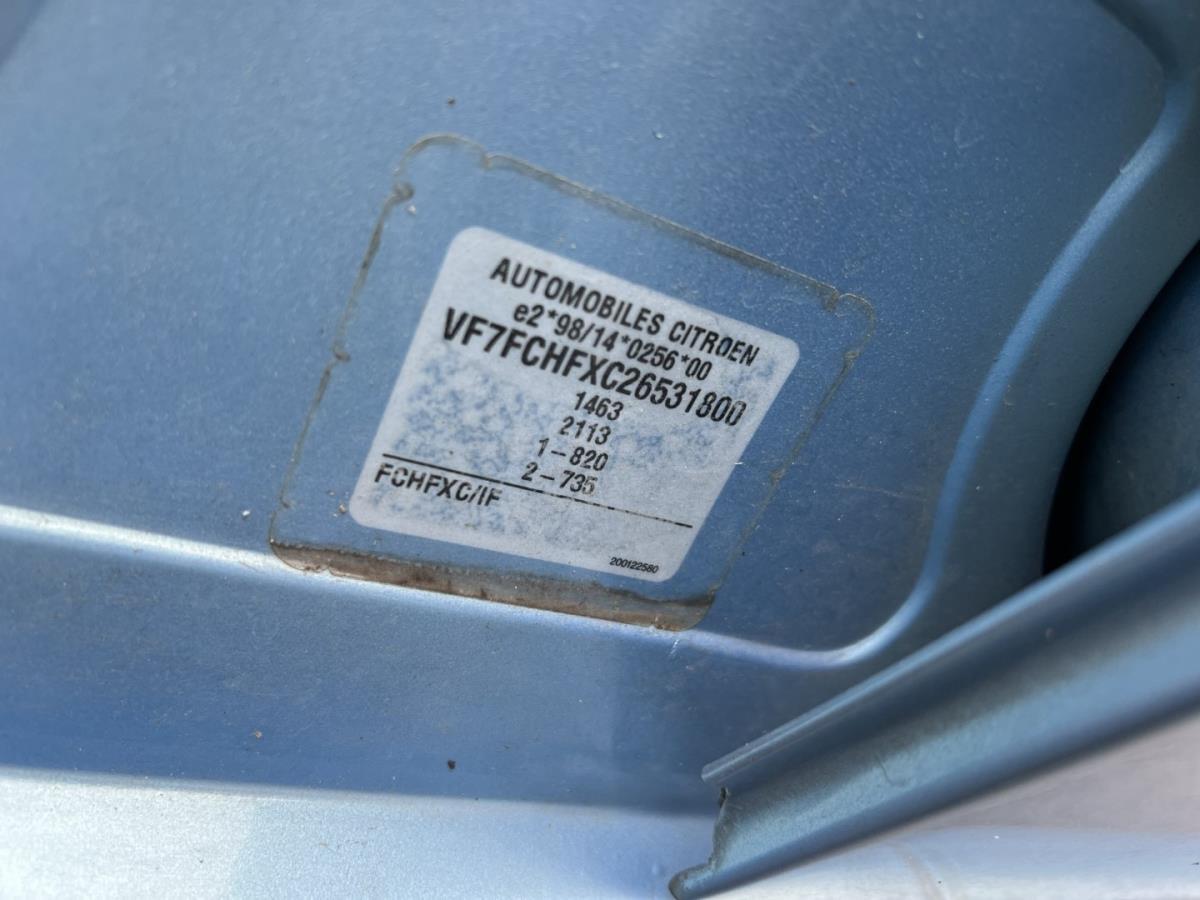 AUTOMOBILES CITROEN
e2*98/14*0256*00
VF7FCHFXC26531800
1463
2113
1-820
2-735
FCHFXC/IF
200122580